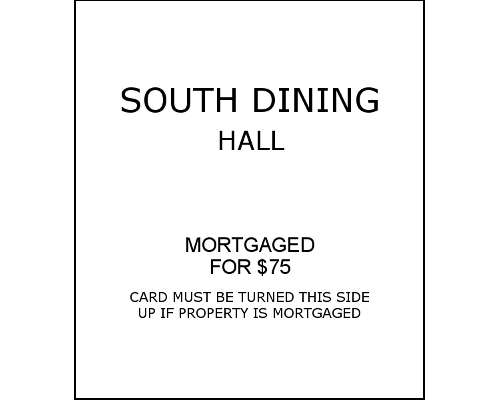 SOUTH DINING
HALL
MORTGAGED
FOR $75
CARD MUST BE TURNED THIS SIDE
UP IF PROPERTY IS MORTGAGED